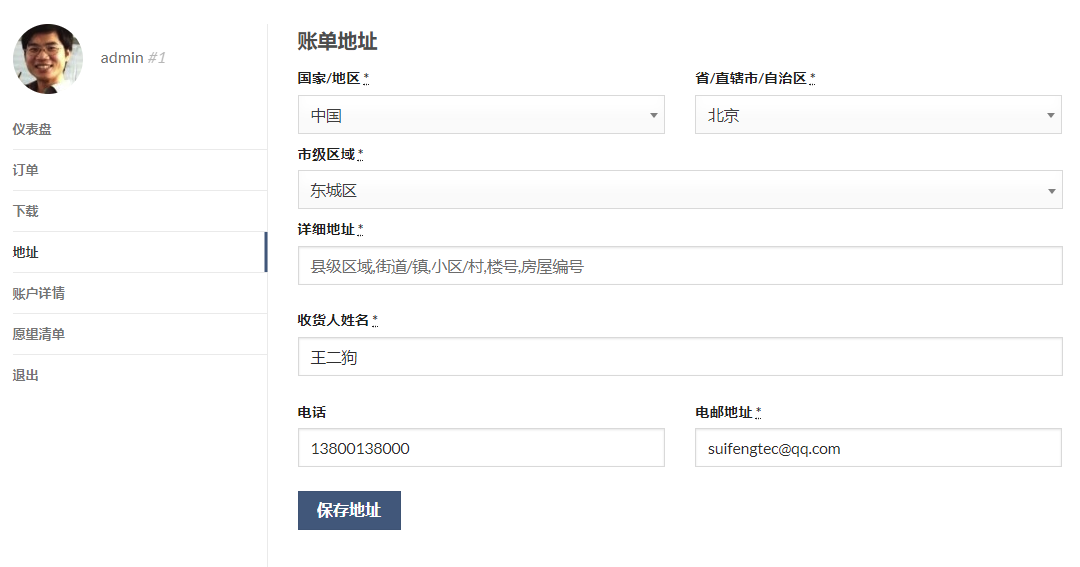 admin #1
仪表盘
订单
下载
地址
账户详情
愿望清单
退出
账单地址
国家/地区 *
中国
省/直辖市/自治区 *
北京
市级区域 *
东城区
详细地址 *
县级区域,街道/镇,小区/村,楼号,房屋编号
收货人姓名 *
王二狗
电话
13800138000
电邮地址 *
suifengtec@qq.com
保存地址